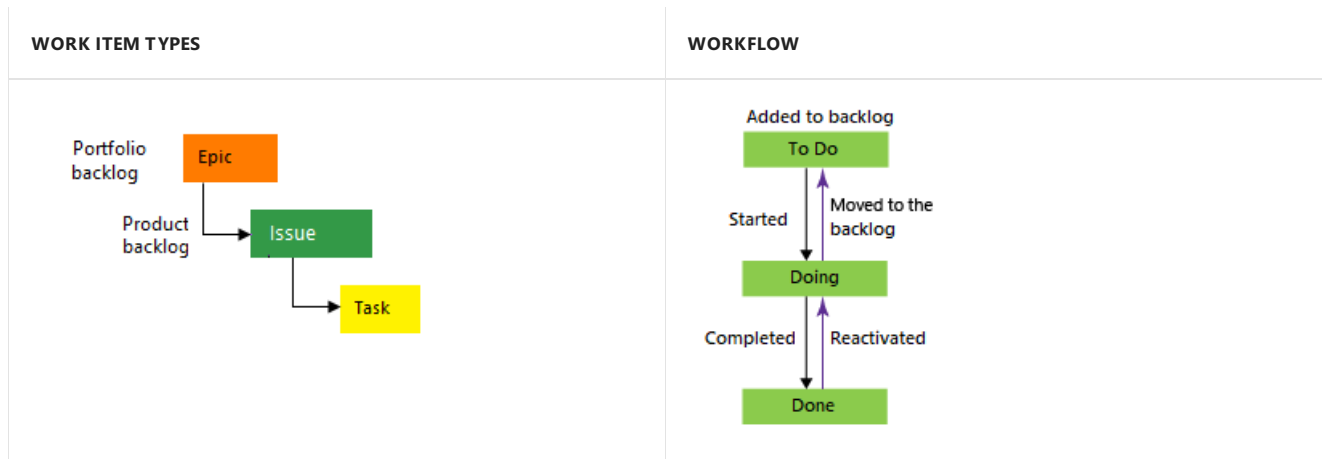 WORK ITEM TYPES
WORKFLOW
Portfolio
backlog
Epic
Product
backlog
Issue
Task
Added to backlog
To Do
Started
Moved to the
backlog
Doing
Completed
Reactivated
Done